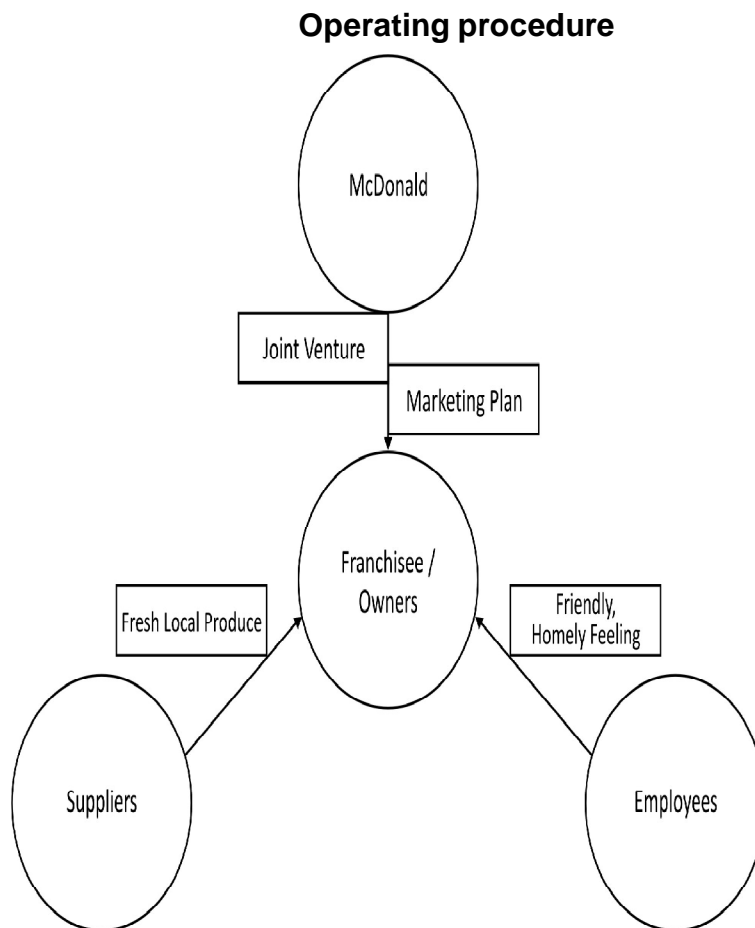 Operating procedure
McDonald
Joint Venture
Marketing Plan
Franchisee /
Owners
Fresh Local Produce
Friendly,
Homely Feeling
Suppliers
Employees